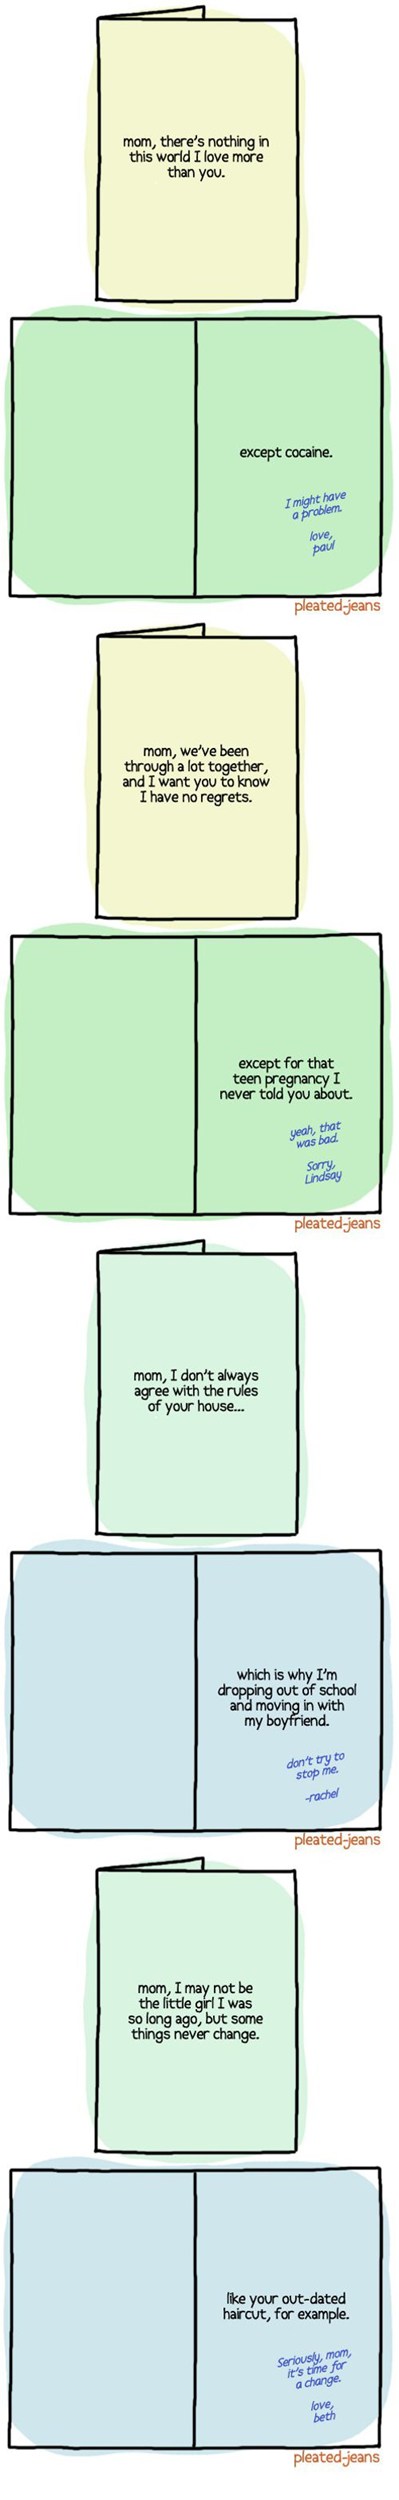 mom, there's nothing in
this world I love more
than you.
except cocaine.
I might have
a problem.
love,
paul
pleated-jeans
mom, we've been
through a lot together,
and I want you to know
I have no regrets.
except for that
teen pregnancy I
never told you about.
yeah, that
was bad.
Sorry,
Lindsay
pleated-jeans
mom, I don't always
agree with the rules
of your house...
which is why I'm
dropping out of school
and moving in with
my boyfriend.
don't try to
stop me.
-rachel
pleated-jeans
mom, I may not be
the little girl I was
so long ago, but some
things never change.
like your out-dated
haircut, for example.
Seriously, mom,
it's time for
a change.
love,
beth
pleated-jeans